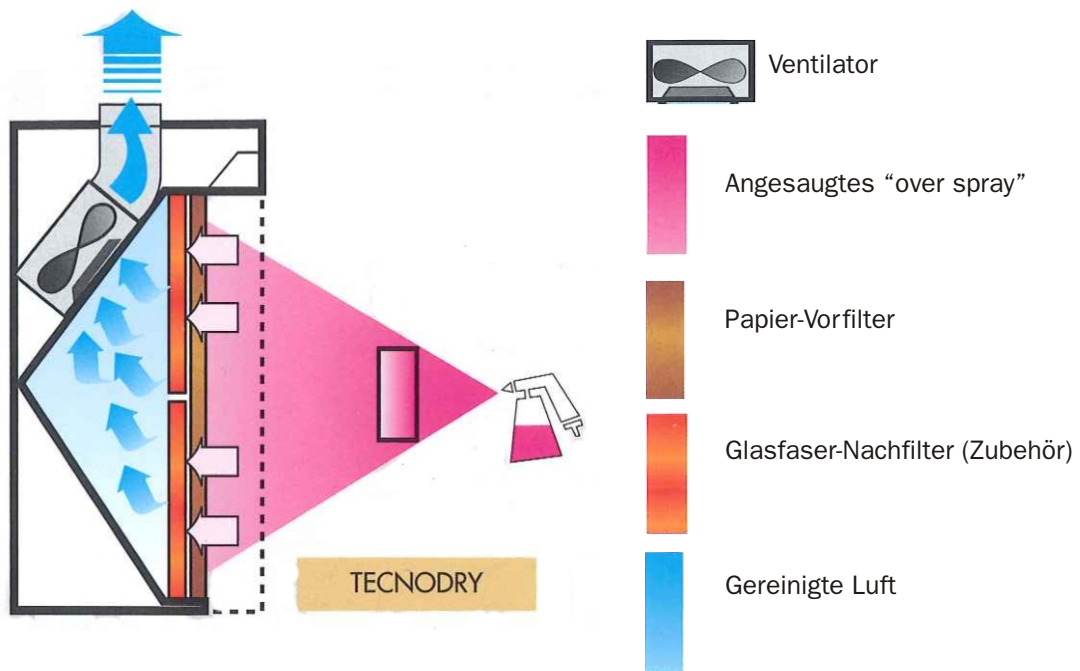 Ventilator
Angesaugtes “over spray”
Papier-Vorfilter
Glasfaser-Nachfilter (Zubehör)
TECNODRY
Gereinigte Luft